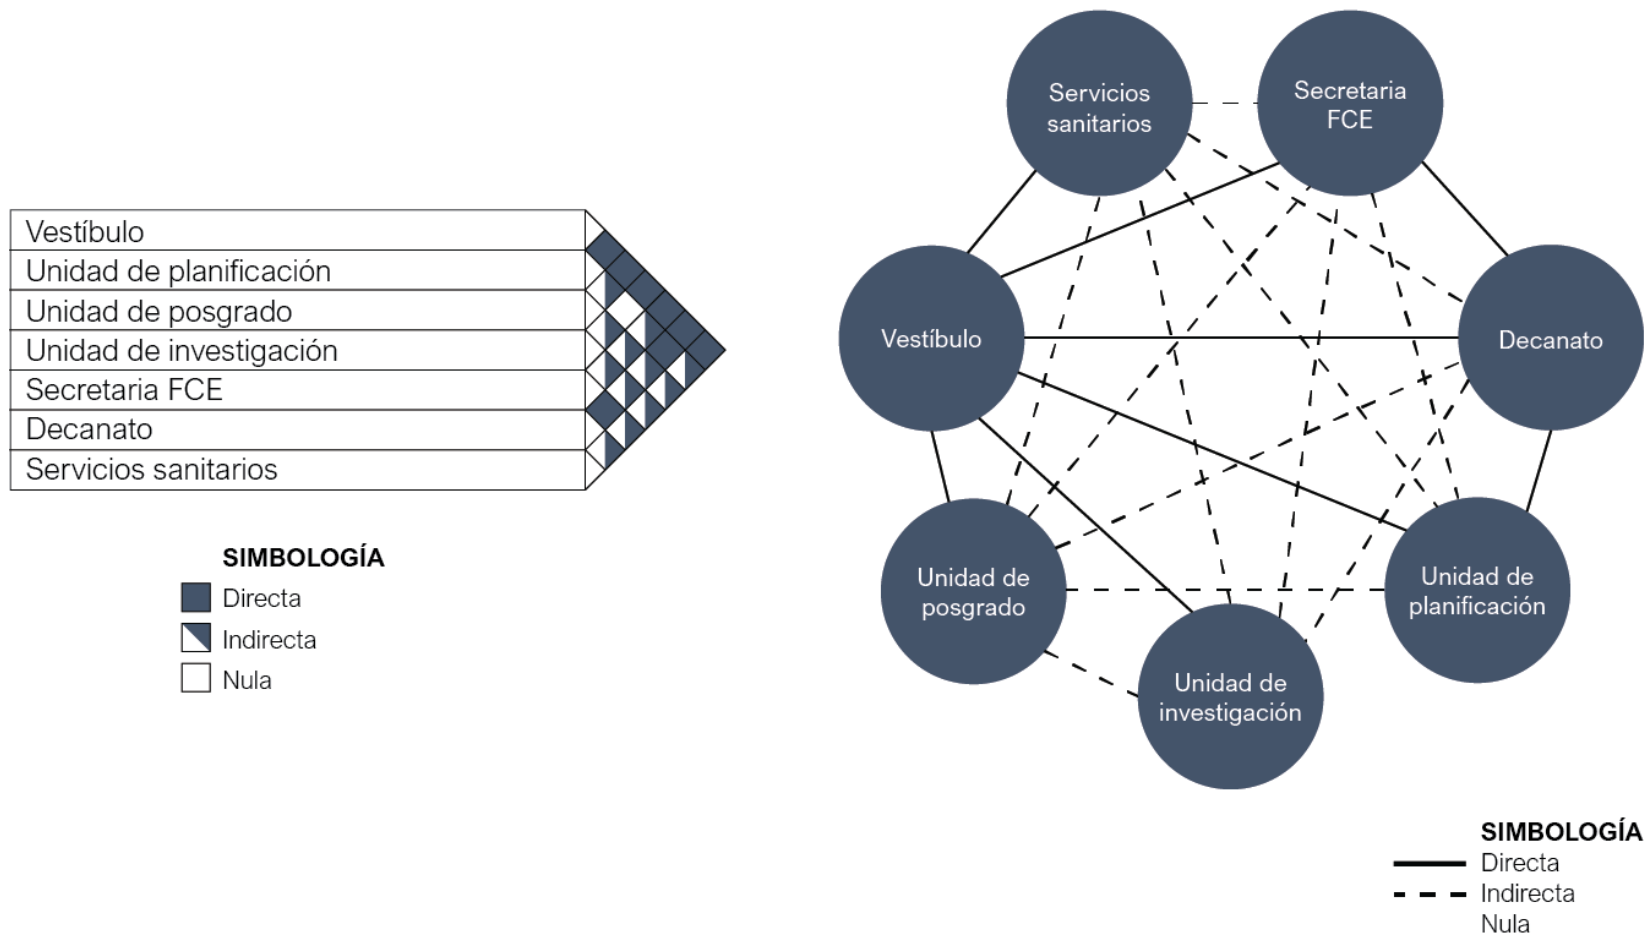 Vestíbulo
Unidad de planificación
Unidad de posgrado
Unidad de investigación
Secretaria FCE
Decanato
Servicios sanitarios
SIMBOLOGÍA
Directa
Indirecta
Nula
Servicios
sanitarios
Secretaria
FCE
Vestíbulo
Decanato
Unidad de
posgrado
Unidad de
planificación
Unidad de
investigación
SIMBOLOGÍA
Directa
Indirecta
Nula